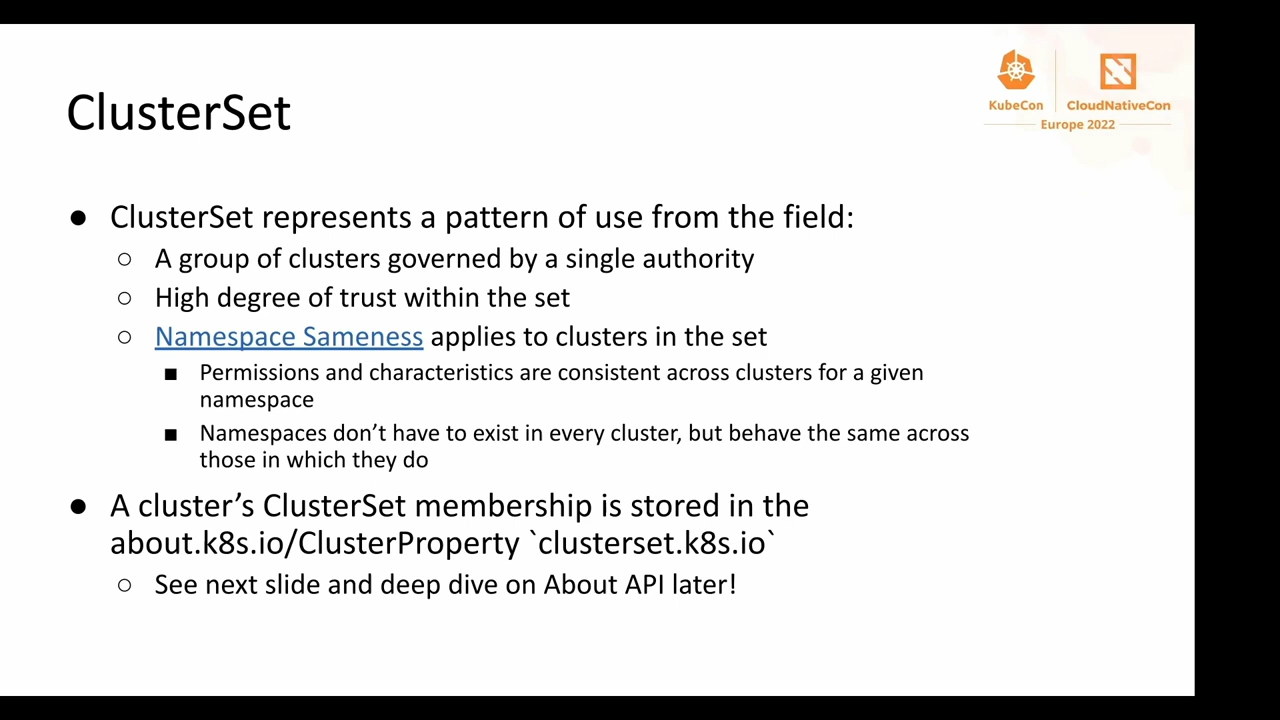 KubeCon
CloudNativeCon
Europe 2022
ClusterSet
● ClusterSet represents a pattern of use from the field:
○ A group of clusters governed by a single authority
○ High degree of trust within the set
○ Namespace Sameness applies to clusters in the set
■ Permissions and characteristics are consistent across clusters for a given
namespace
■ Namespaces don’t have to exist in every cluster, but behave the same across
those in which they do
● A cluster’s ClusterSet membership is stored in the
about.k8s.io/ClusterProperty `clusterset.k8s.io`
○ See next slide and deep dive on About API later!